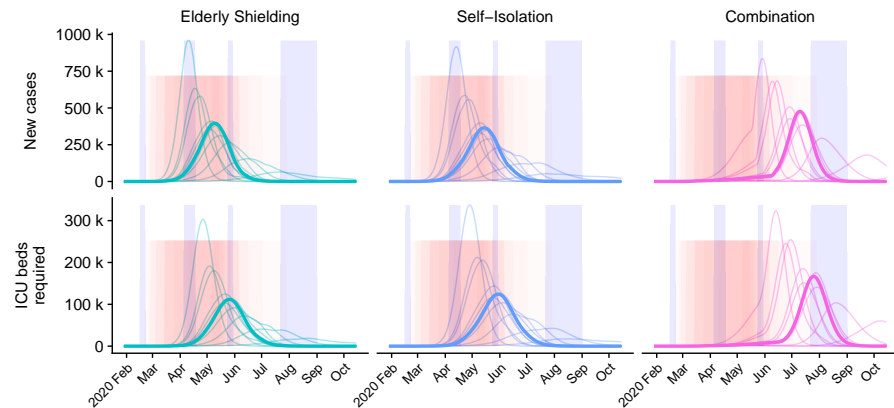 Elderly Shielding
Self−Isolation
Combination
New cases
1000 k
750 k
500 k
250 k
0
ICU beds
required
300 k
200 k
100 k
0
2020 Feb
Mar
Apr
May
Jun
Jul
Aug
Sep
Oct
2020 Feb
Mar
Apr
May
Jun
Jul
Aug
Sep
Oct
2020 Feb
Mar
Apr
May
Jun
Jul
Aug
Sep
Oct